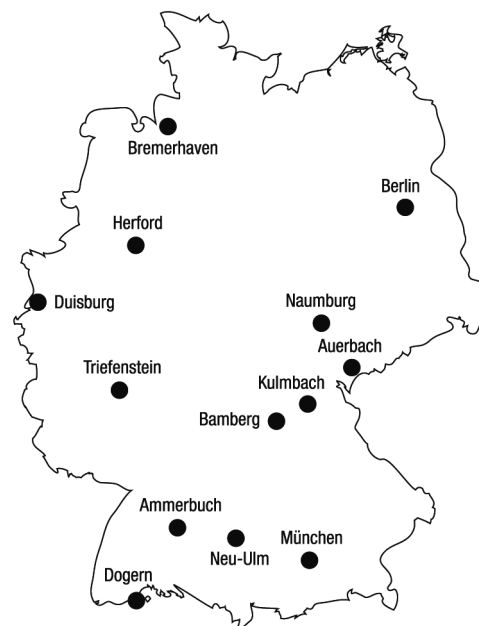 Bremerhaven
Berlin
Herford
Duisburg
Naumburg
Auerbach
Triefenstein
Kulmbach
Bamberg
Ammerbuch
Neu-Ulm
München
Dogern